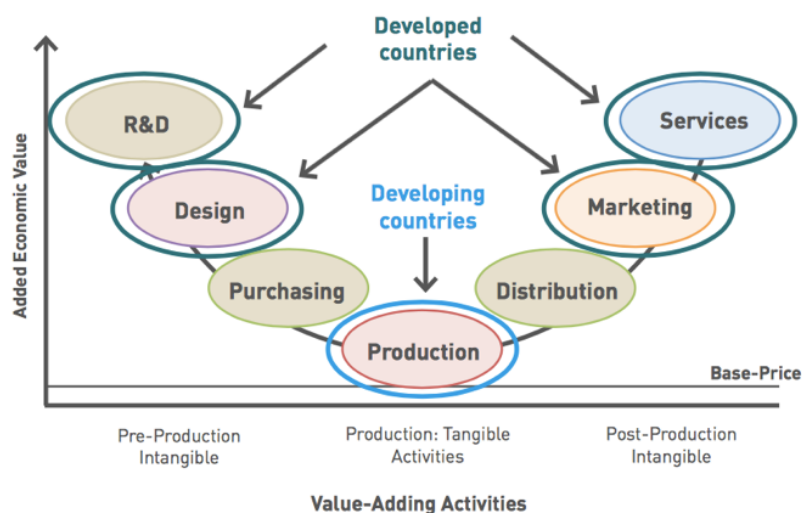 Developed
countries
R&D
Services
Design
Marketing
Developing
countries
Purchasing
Distribution
Production
Base-Price
Added Economic Value
Pre-Production
Intangible
Production: Tangible
Activities
Post-Production
Intangible
Value-Adding Activities